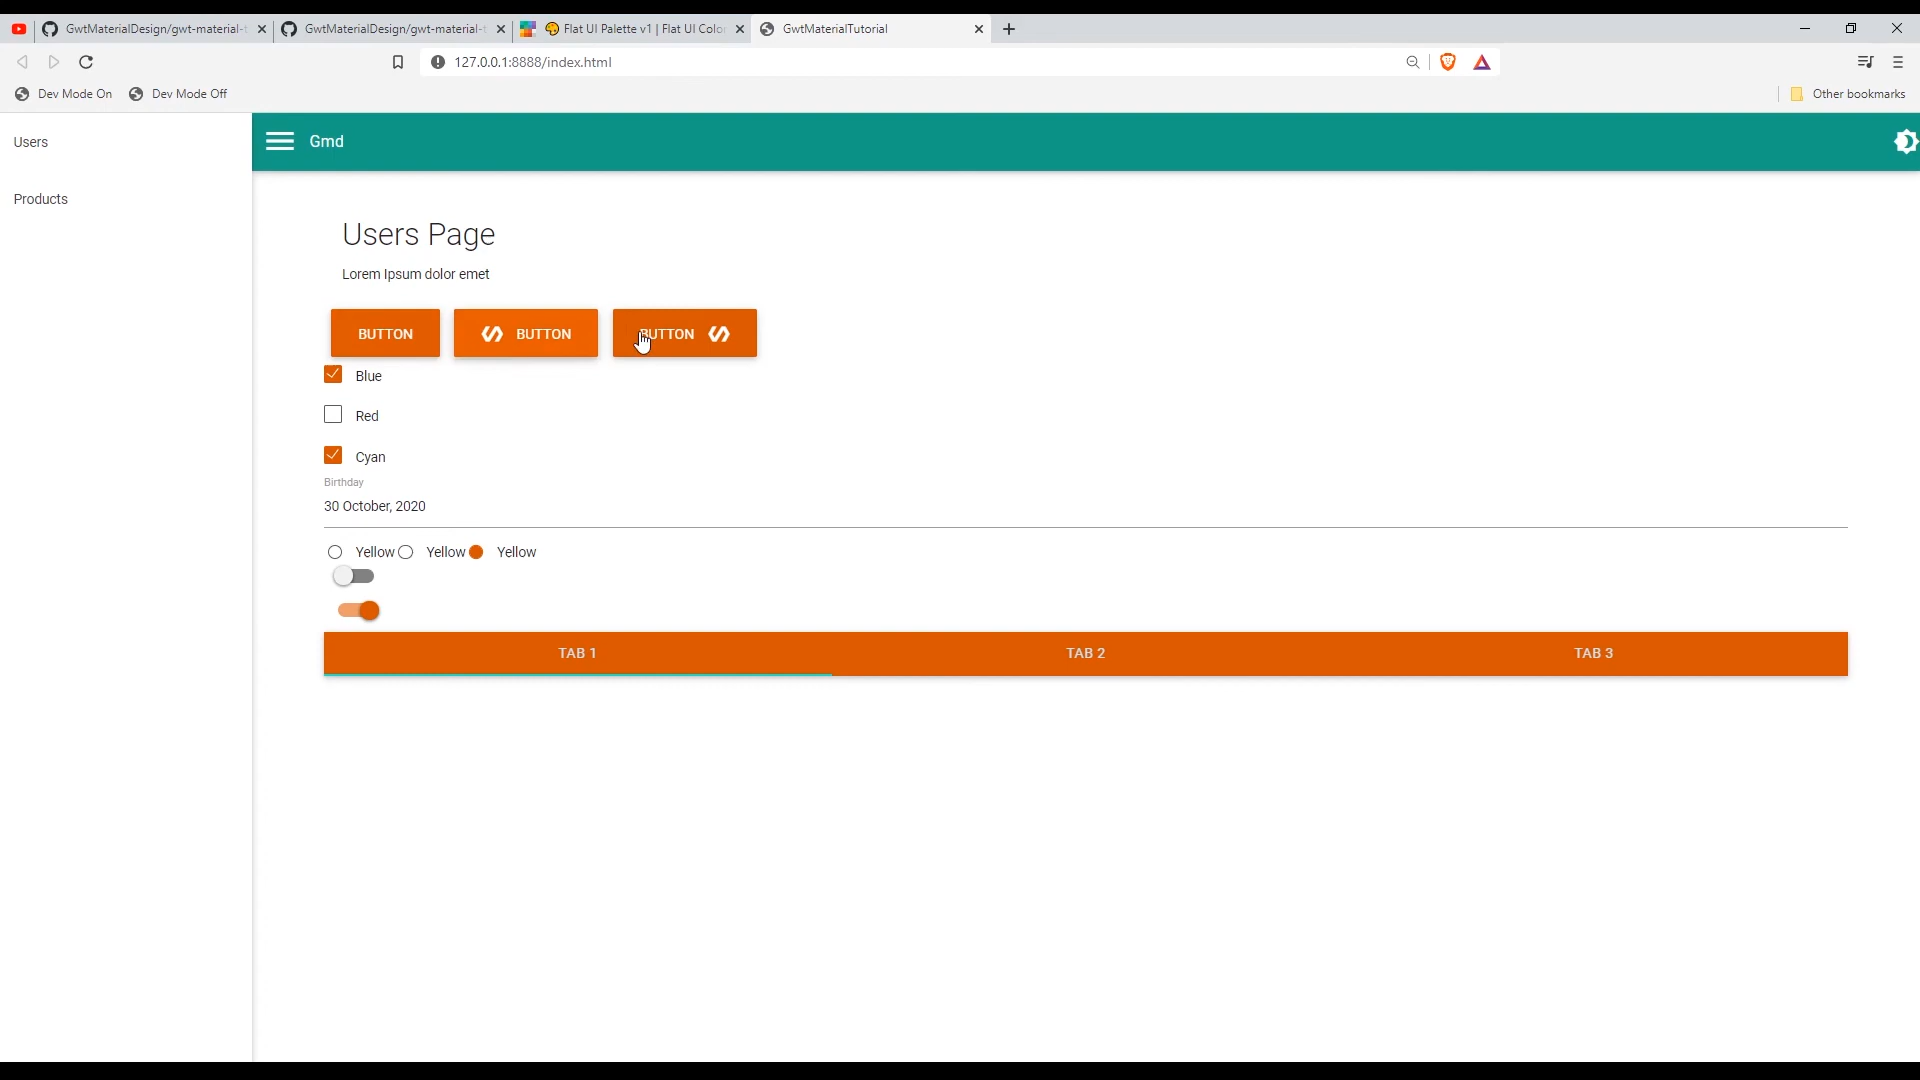 GwtMaterialDesign/gwt-material-t
GwtMaterialDesign/gwt-material-t
Flat UI Palette v1 | Flat UI Color
GwtMaterialTutorial
127.0.0.1:8888/index.html
Dev Mode On
Dev Mode Off
Other bookmarks
Users
Gmd
Products
Users Page
Lorem Ipsum dolor emet
BUTTON
BUTTON
BUTTON
Blue
Red
Cyan
Birthday
30 October, 2020
Yellow
Yellow
Yellow
TAB 1
TAB 2
TAB 3